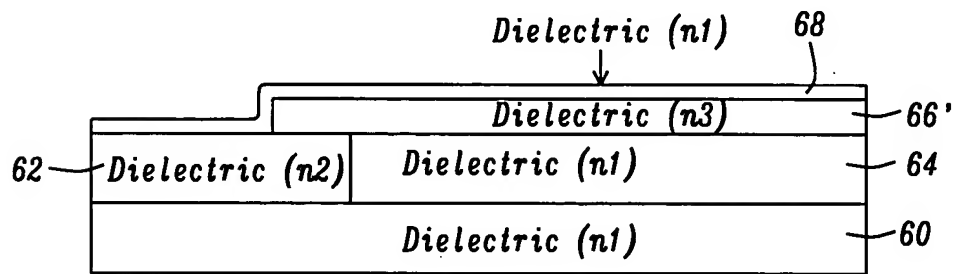 Dielectric (n1) 68
Dielectric (n3) 66'
62 Dielectric (n2) Dielectric (n1) 64
Dielectric (n1) 60